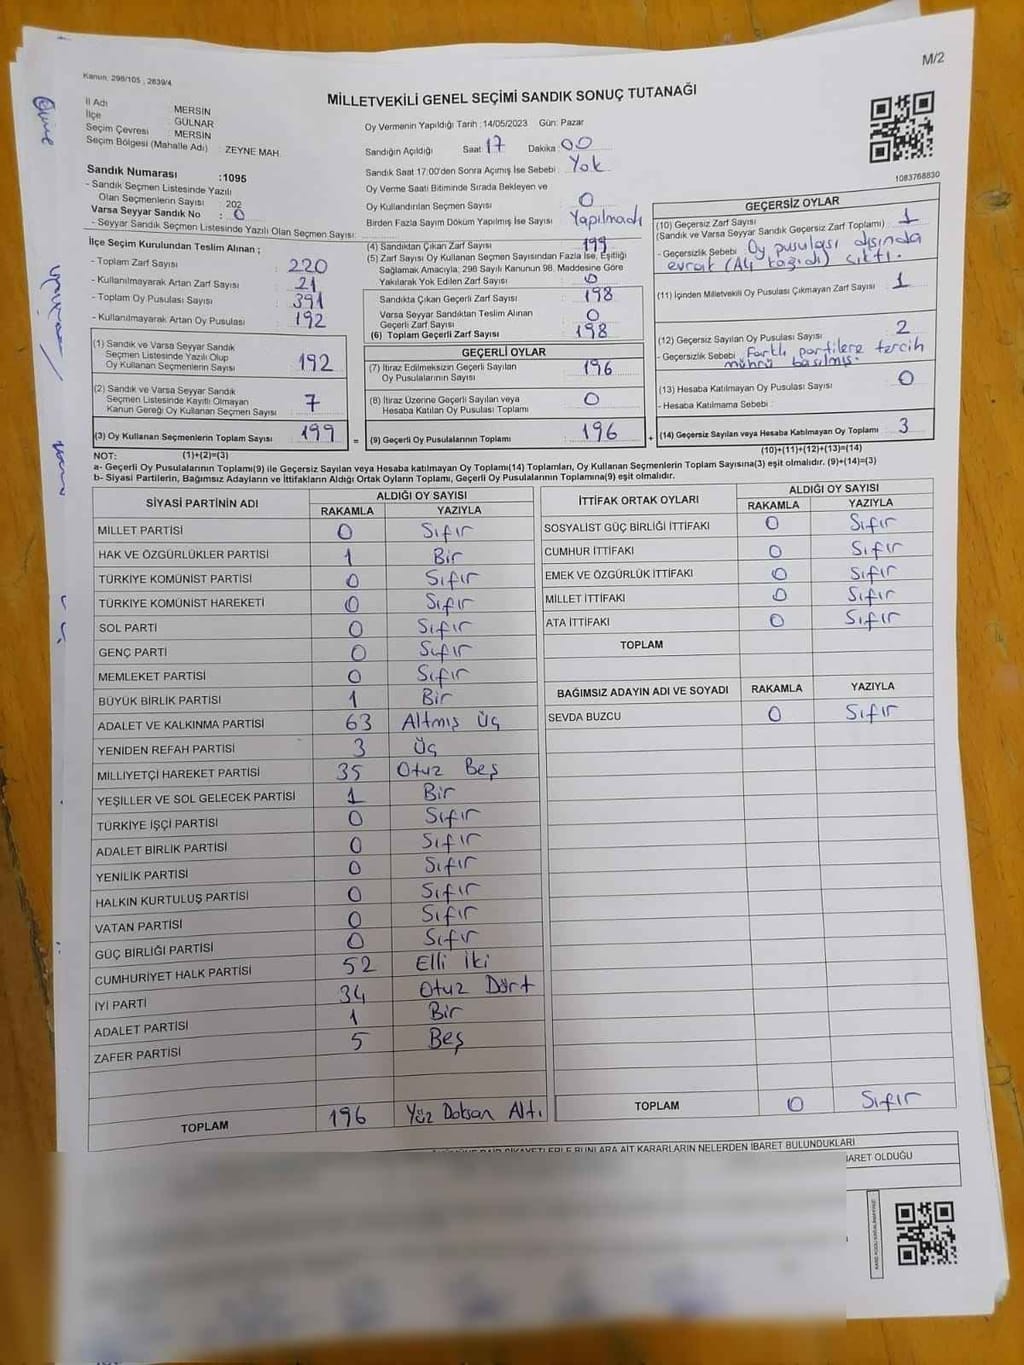 M/2
Kanun, 298/105 , 2839/4
MİLLETVEKİLİ GENEL SEÇİMİ SANDIK SONUÇ TUTANAĞI
İl Adı MERSİN
İlçe GÜLNAR
Seçim Çevresi MERSİN
Seçim Bölgesi (Mahalle Adı) : ZEYNE MAH.
Sandık Numarası :1095
- Sandık Seçmen Listesinde Yazılı
Olan Seçmenlerin Sayısı 202
Varsa Seyyar Sandık No : 0
- Seyyar Sandık Seçmen Listesinde Yazılı Olan Seçmen Sayısı:
Oy Vermenin Yapıldığı Tarih :14/05/2023 Gün: Pazar
Sandığın Açıldığı Saat 17 Dakika 00
Sandık Saat 17:00'den Sonra Açılmış İse Sebebi : Yok
Oy Verme Saati Bitiminde Sırada Bekleyen ve
Oy Kullandırılan Seçmen Sayısı 0
Birden Fazla Sayım Döküm Yapılmış İse Sayısı Yapılmadı
1083768830
İlçe Seçim Kurulundan Teslim Alınan ;
- Toplam Zarf Sayısı 220
- Kullanılmayarak Artan Zarf Sayısı 21
- Toplam Oy Pusulası Sayısı 391
- Kullanılmayarak Artan Oy Pusulası 192
(1) Sandık ve Varsa Seyyar Sandık
Seçmen Listesinde Yazılı Olup
Oy Kullanan Seçmenlerin Sayısı 192
(2) Sandık ve Varsa Seyyar Sandık
Seçmen Listesinde Kayıtlı Olmayan
Kanun Gereği Oy Kullanan Seçmen Sayısı 7
(3) Oy Kullanan Seçmenlerin Toplam Sayısı 199 =
(4) Sandıktan Çıkan Zarf Sayısı 199
(5) Zarf Sayısı Oy Kullanan Seçmen Sayısından Fazla İse, Eşitliği
Sağlamak Amacıyla; 298 Sayılı Kanunun 98. Maddesine Göre
Yakılarak Yok Edilen Zarf Sayısı 0
Sandıkta Çıkan Geçerli Zarf Sayısı 198
Varsa Seyyar Sandıktan Teslim Alınan
Geçerli Zarf Sayısı 0
(6) Toplam Geçerli Zarf Sayısı 198
GEÇERLİ OYLAR
(7) İtiraz Edilmeksizin Geçerli Sayılan
Oy Pusulalarının Sayısı 196
(8) İtiraz Üzerine Geçerli Sayılan veya
Hesaba Katılan Oy Pusulası Toplamı 0
(9) Geçerli Oy Pusulalarının Toplamı 196 +
GEÇERSİZ OYLAR
(10) Geçersiz Zarf Sayısı 1
(Sandık ve Varsa Seyyar Sandık Geçersiz Zarf Toplamı)
- Geçersizlik Sebebi Oy pusulası dışında
evrak çıktı.
(11) İçinden Milletvekili Oy Pusulası Çıkmayan Zarf Sayısı 1
(12) Geçersiz Sayılan Oy Pusulası Sayısı 2
- Geçersizlik Sebebi Farklı partilere tercih
mührü basılmış.
(13) Hesaba Katılmayan Oy Pusulası Sayısı 0
- Hesaba Katılmama Sebebi :
(14) Geçersiz Sayılan veya Hesaba Katılmayan Oy Toplamı 3
NOT: (1)+(2)=(3) (10)+(11)+(12)+(13)=(14)
a- Geçerli Oy Pusulalarının Toplamı(9) ile Geçersiz Sayılan veya Hesaba katılmayan Oy Toplamı(14) Toplamları, Oy Kullanan Seçmenlerin Toplam Sayısına(3) eşit olmalıdır. (9)+(14)=(3)
b- Siyasi Partilerin, Bağımsız Adayların ve İttifakların Aldığı Ortak Oyların Toplamı, Geçerli Oy Pusulalarının Toplamına(9) eşit olmalıdır.
SİYASİ PARTİNİN ADI ALDIĞI OY SAYISI
RAKAMLA YAZIYLA
MİLLET PARTİSİ 0 Sıfır
HAK VE ÖZGÜRLÜKLER PARTİSİ 1 Bir
TÜRKİYE KOMÜNİST PARTİSİ 0 Sıfır
TÜRKİYE KOMÜNİST HAREKETİ 0 Sıfır
SOL PARTİ 0 Sıfır
GENÇ PARTİ 0 Sıfır
MEMLEKET PARTİSİ 0 Sıfır
BÜYÜK BİRLİK PARTİSİ 1 Bir
ADALET VE KALKINMA PARTİSİ 63 Altmış Üç
YENİDEN REFAH PARTİSİ 3 Üç
MİLLİYETÇİ HAREKET PARTİSİ 35 Otuz Beş
YEŞİLLER VE SOL GELECEK PARTİSİ 1 Bir
TÜRKİYE İŞÇİ PARTİSİ 0 Sıfır
ADALET BİRLİK PARTİSİ 0 Sıfır
YENİLİK PARTİSİ 0 Sıfır
HALKIN KURTULUŞ PARTİSİ 0 Sıfır
VATAN PARTİSİ 0 Sıfır
GÜÇ BİRLİĞİ PARTİSİ 0 Sıfır
CUMHURİYET HALK PARTİSİ 52 Elli İki
İYİ PARTİ 34 Otuz Dört
ADALET PARTİSİ 1 Bir
ZAFER PARTİSİ 5 Beş
TOPLAM 196 Yüz Doksan Altı
İTTİFAK ORTAK OYLARI ALDIĞI OY SAYISI
RAKAMLA YAZIYLA
SOSYALİST GÜÇ BİRLİĞİ İTTİFAKI 0 Sıfır
CUMHUR İTTİFAKI 0 Sıfır
EMEK VE ÖZGÜRLÜK İTTİFAKI 0 Sıfır
MİLLET İTTİFAKI 0 Sıfır
ATA İTTİFAKI 0 Sıfır
TOPLAM
BAĞIMSIZ ADAYIN ADI VE SOYADI RAKAMLA YAZIYLA
SEVDA BUZCU 0 Sıfır
TOPLAM 0 Sıfır
BUNLARA AİT KARARLARIN NELERDEN İBARET BULUNDUKLARI
İBARET OLDUĞU